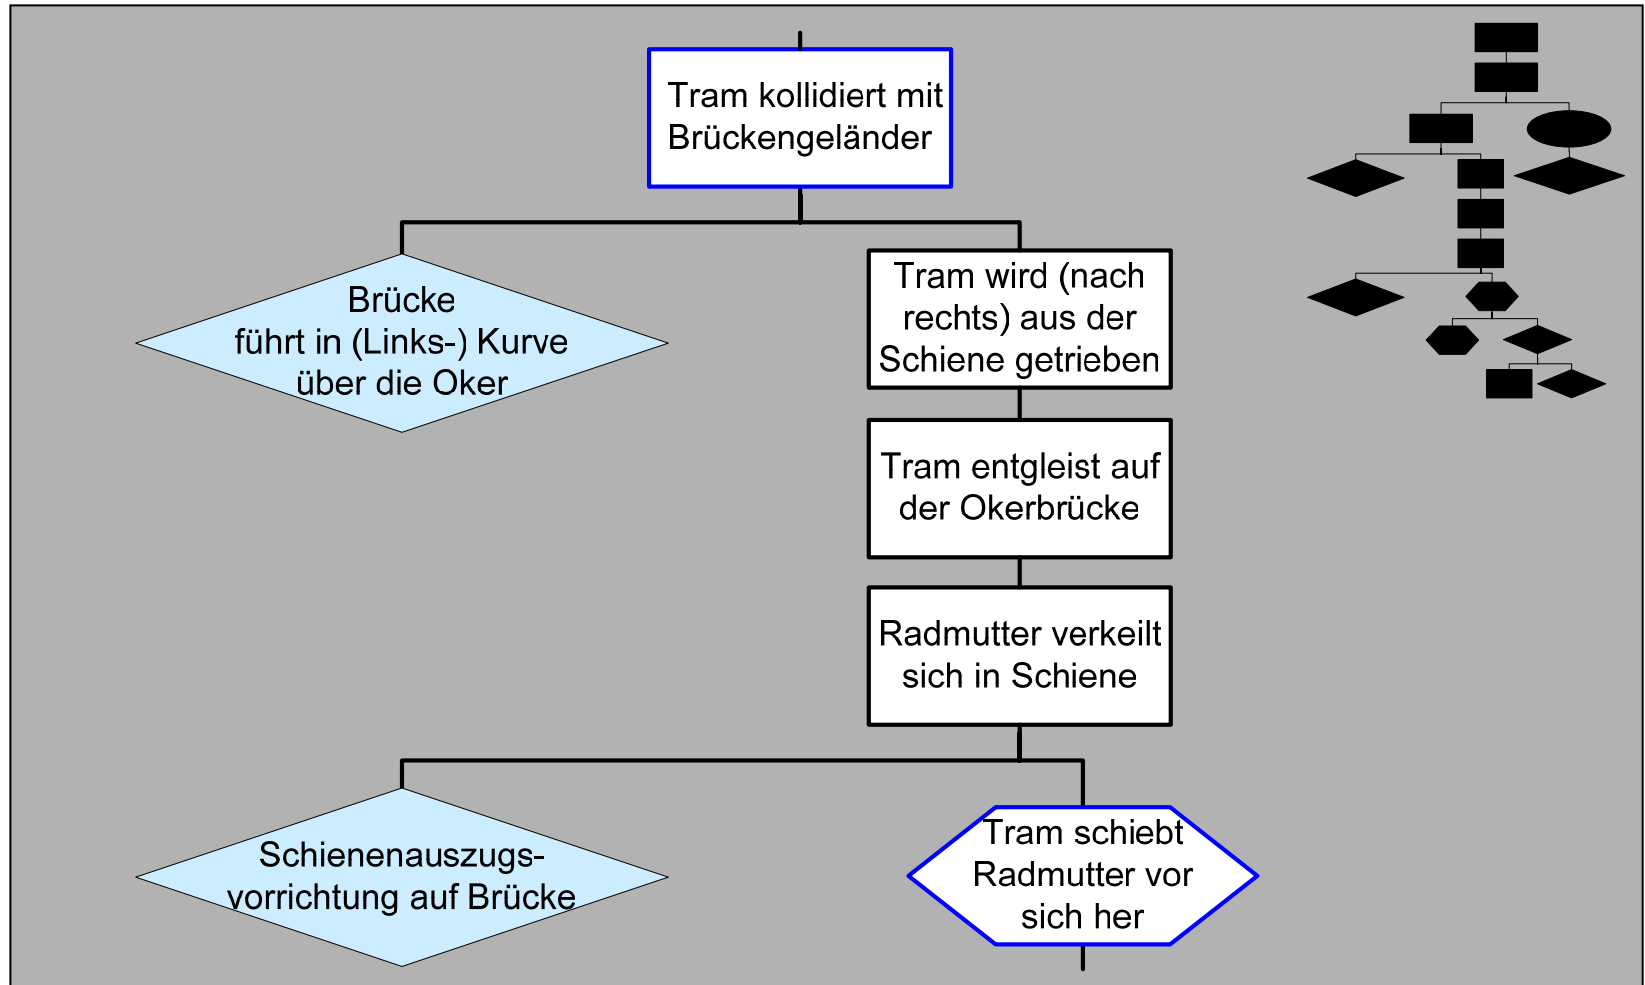 Tram kollidiert mit
Brückengeländer
Brücke
führt in (Links-) Kurve
über die Oker
Tram wird (nach
rechts) aus der
Schiene getrieben
Tram entgleist auf
der Okerbrücke
Radmutter verkeilt
sich in Schiene
Schienenauszugs-
vorrichtung auf Brücke
Tram schiebt
Radmutter vor
sich her